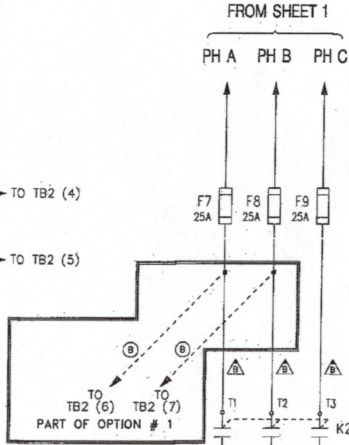 FROM SHEET 1
PH A PH B PH C
TO TB2 (4)
F7 F8 F9
25A 25A 25A
TO TB2 (5)
B B
B B B
TO TO
TB2 (6) TB2 (7)
PART OF OPTION # 1
T1 T2 T3
K2